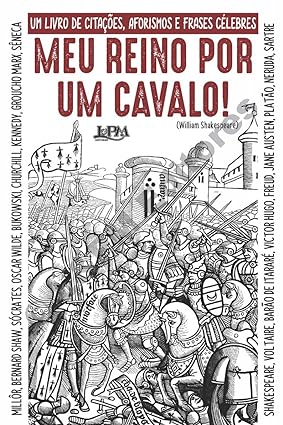 UM LIVRO DE CITAÇÕES, AFORISMOS E FRASES CÉLEBRES
MEU REINO POR
UM CAVALO!
(William Shakespeare)
L&PM
EDITORES
MILLÔR, BERNARD SHAW, SÓCRATES, OSCAR WILDE, BUKOWSKI, CHURCHILL, KENNEDY, GROUCHO MARX, SÊNECA
SHAKESPEARE, VOLTAIRE, BARÃO DE ITARARÉ, VICTOR HUGO, FREUD, JANE AUSTEN, PLATÃO, NERUDA, SARTRE